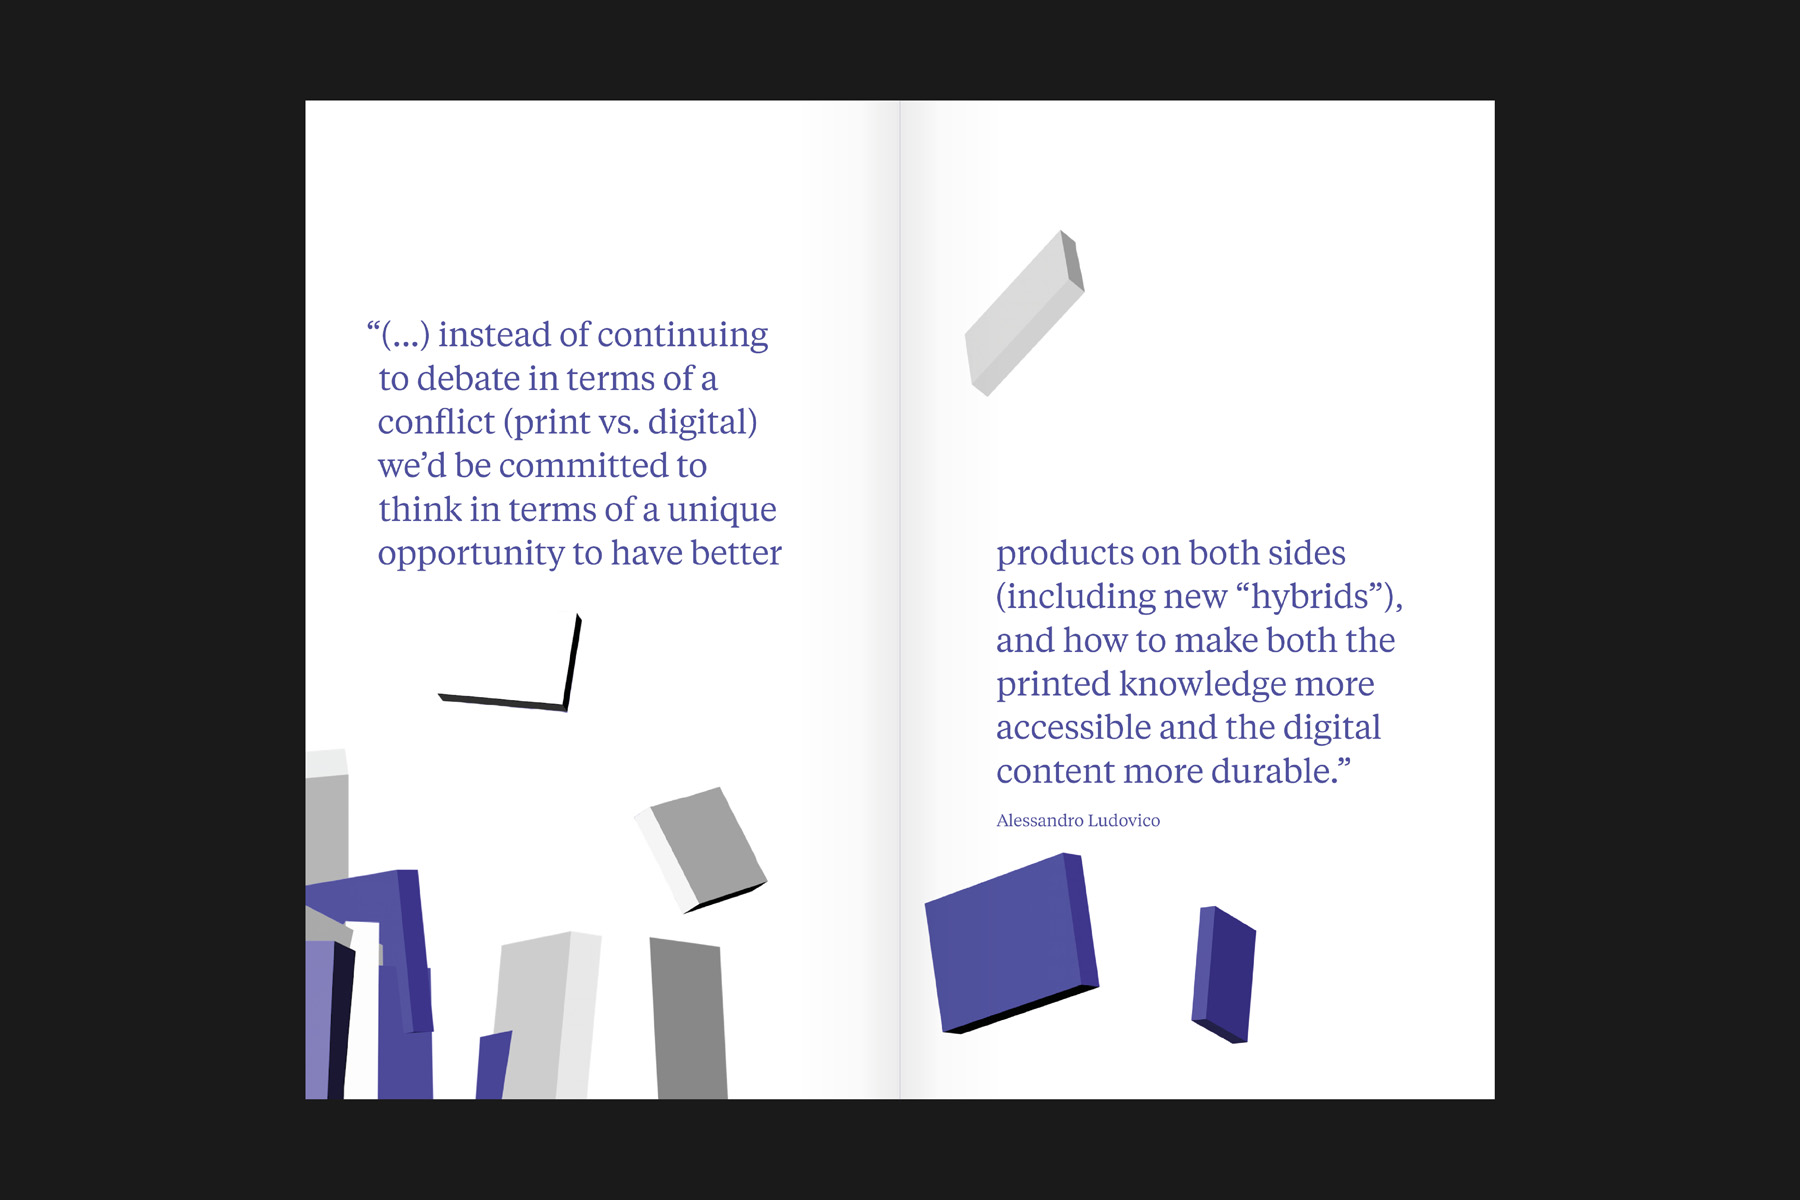 “(...) instead of continuing
to debate in terms of a
conflict (print vs. digital)
we’d be committed to
think in terms of a unique
opportunity to have better
products on both sides
(including new “hybrids”),
and how to make both the
printed knowledge more
accessible and the digital
content more durable.”
Alessandro Ludovico